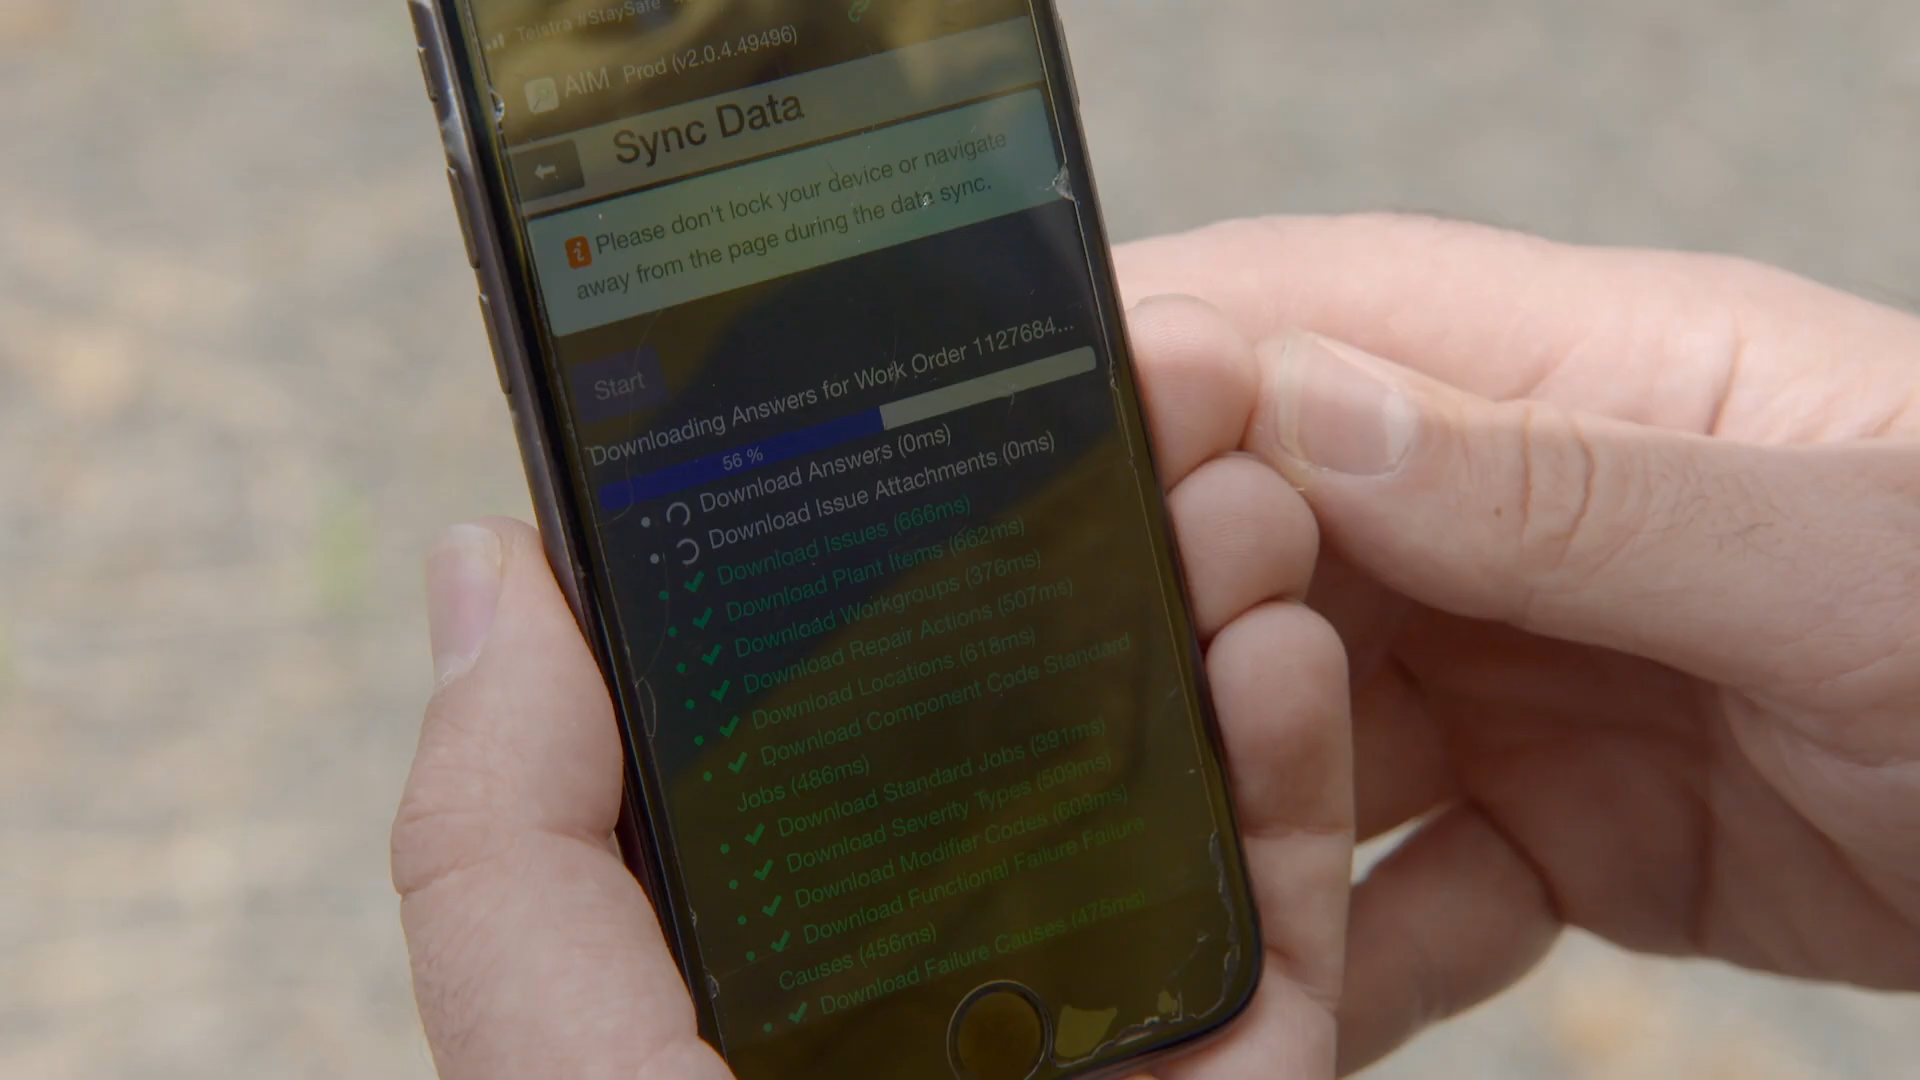 Telstra #StaySafe
AIM Prod (v2.0.4.49496)
Sync Data
Please don't lock your device or navigate
away from the page during the data sync.
Start
Downloading Answers for Work Order 1127684...
56 %
Download Answers (0ms)
Download Issue Attachments (0ms)
Download Issues (666ms)
Download Plant Items (662ms)
Download Workgroups (376ms)
Download Repair Actions (507ms)
Download Locations (618ms)
Download Component Code Standard
Jobs (486ms)
Download Standard Jobs (391ms)
Download Severity Types (509ms)
Download Modifier Codes (609ms)
Download Functional Failure Failure
Causes (456ms)
Download Failure Causes (475ms)